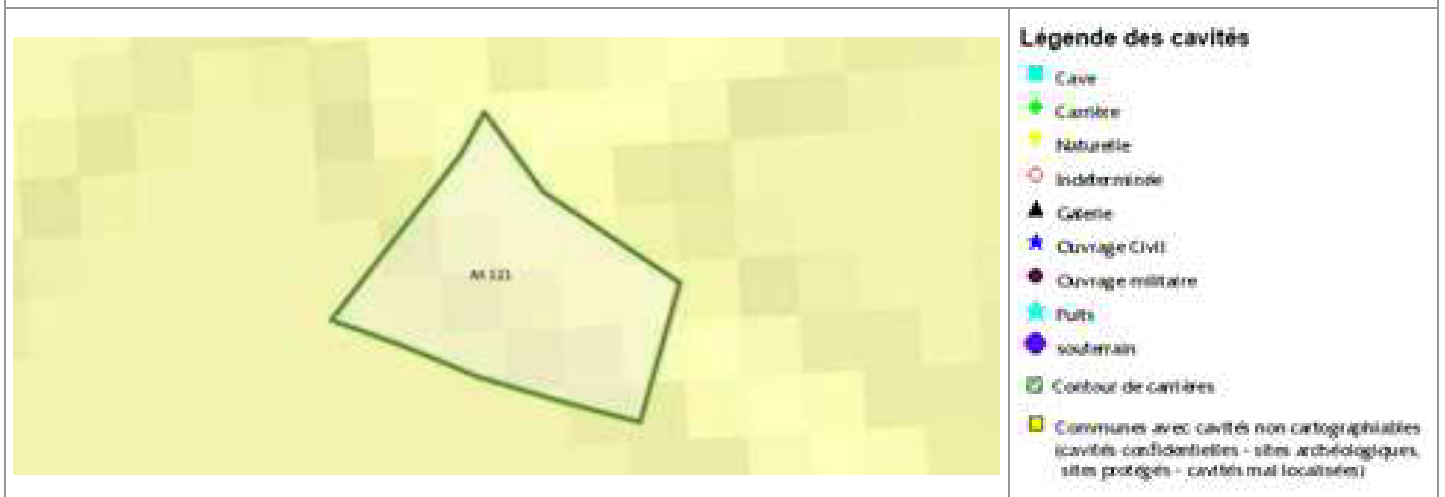 121
Légende des cavités
Cave
Carrière
Naturelle
Indéterminée
Galerie
Ouvrage Civil
Ouvrage militaire
Puits
souterrain
Contour de carrières
Communes avec cavités non cartographiables
(cavités confidentielles - sites archéologiques,
sites protégés - cavités mal localisées)